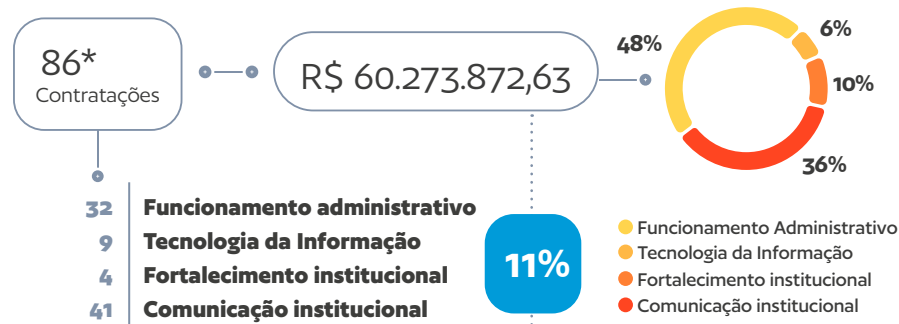 86*
Contratações
R$ 60.273.872,63
48%
6%
10%
36%
32 Funcionamento administrativo
9 Tecnologia da Informação
4 Fortalecimento institucional
41 Comunicação institucional
11%
Funcionamento Administrativo
Tecnologia da Informação
Fortalecimento institucional
Comunicação institucional